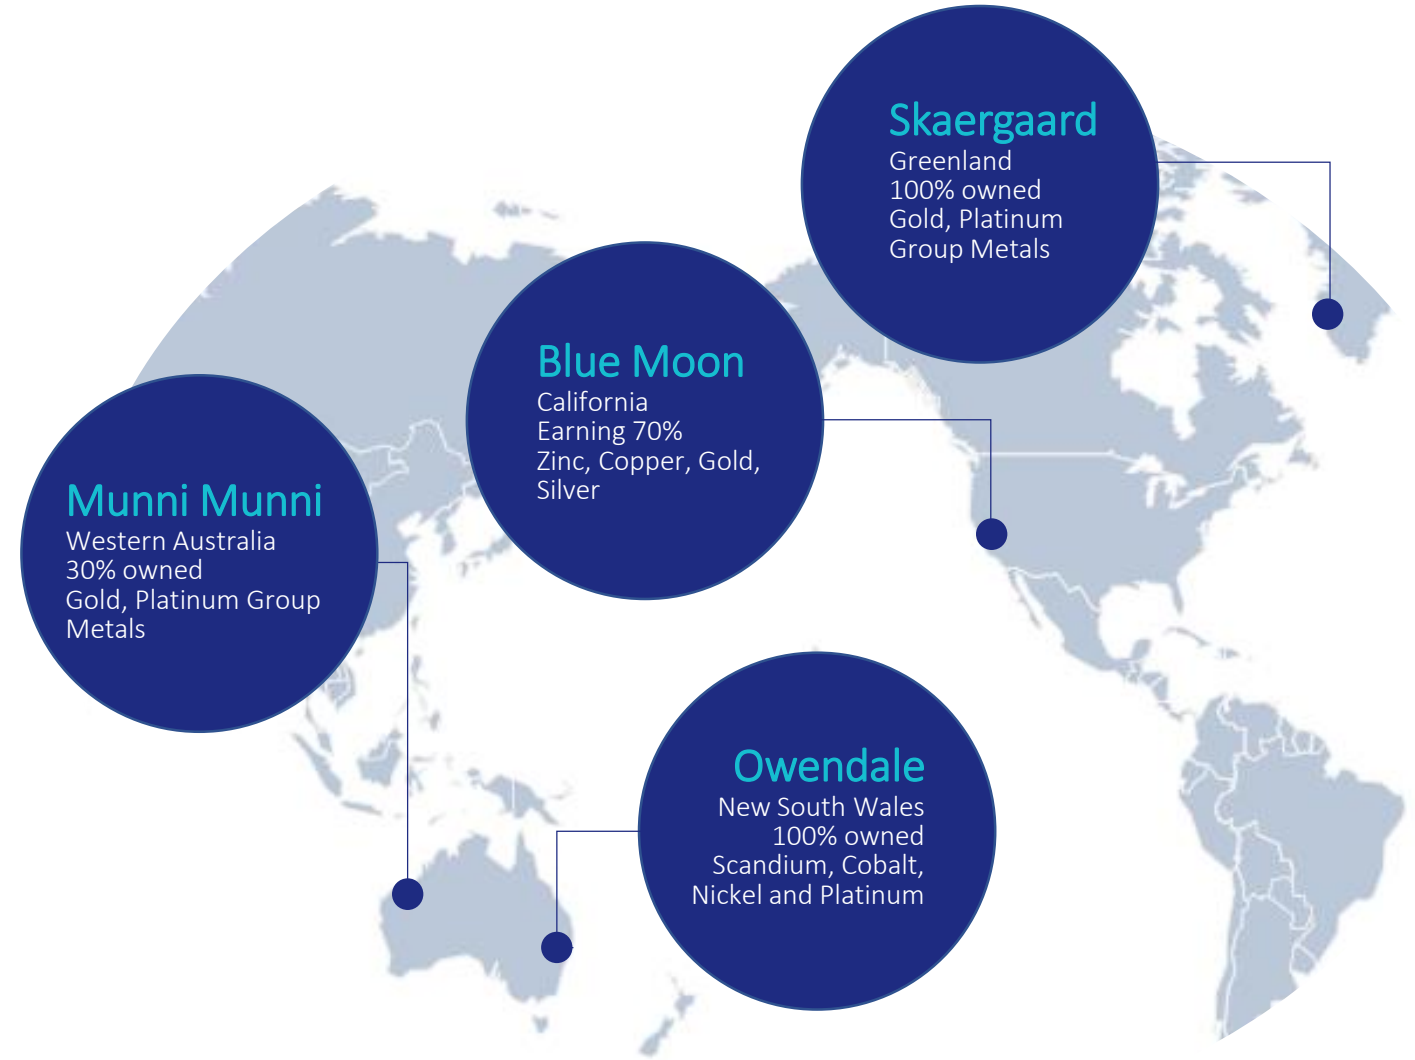 Skaergaard
Greenland
100% owned
Gold, Platinum
Group Metals
Blue Moon
California
Earning 70%
Zinc, Copper, Gold,
Silver
Munni Munni
Western Australia
30% owned
Gold, Platinum Group
Metals
Owendale
New South Wales
100% owned
Scandium, Cobalt,
Nickel and Platinum